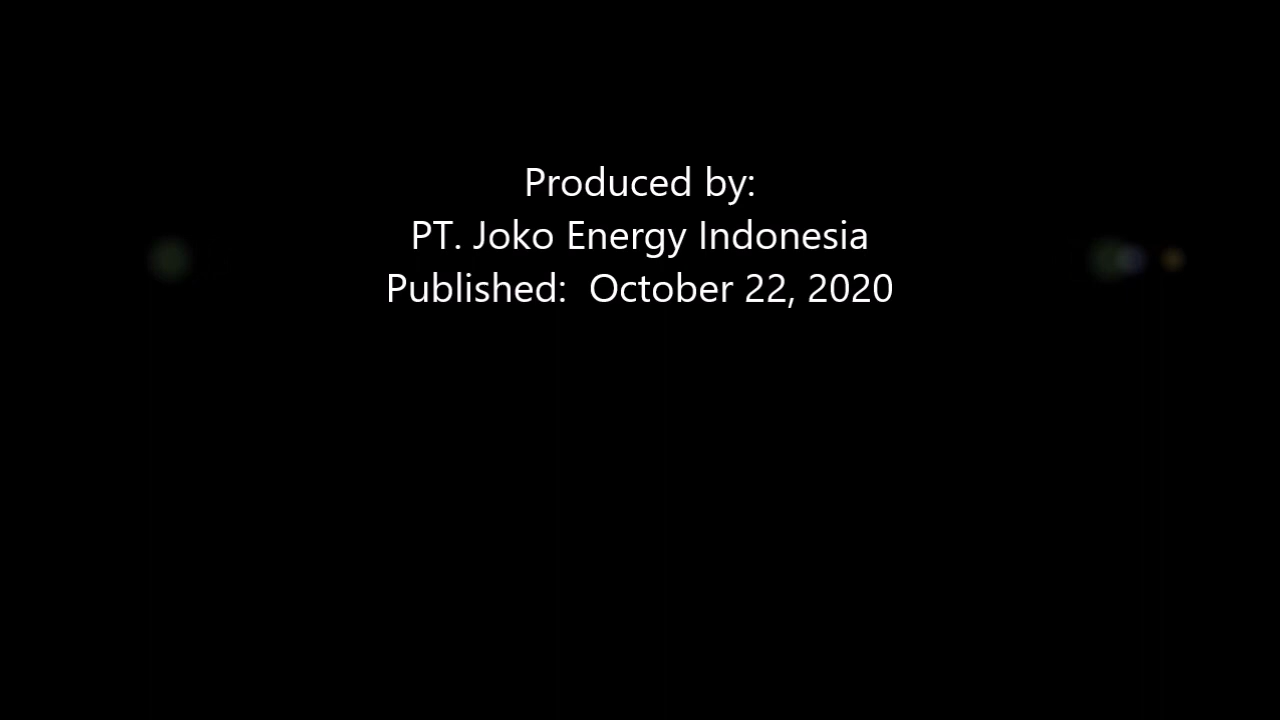 Produced by:
PT. Joko Energy Indonesia
Published:  October 22, 2020